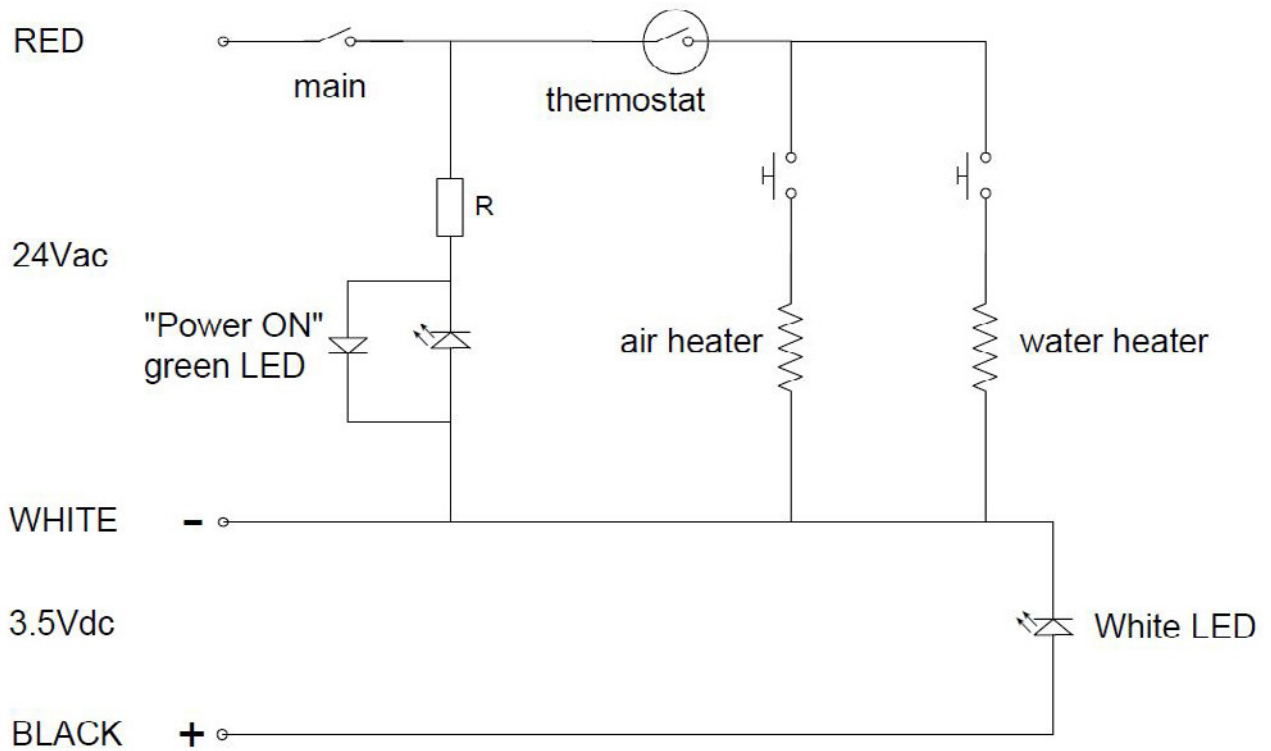 RED
main
thermostat
R
24Vac
"Power ON"
green LED
air heater
water heater
WHITE -
3.5Vdc
White LED
BLACK +